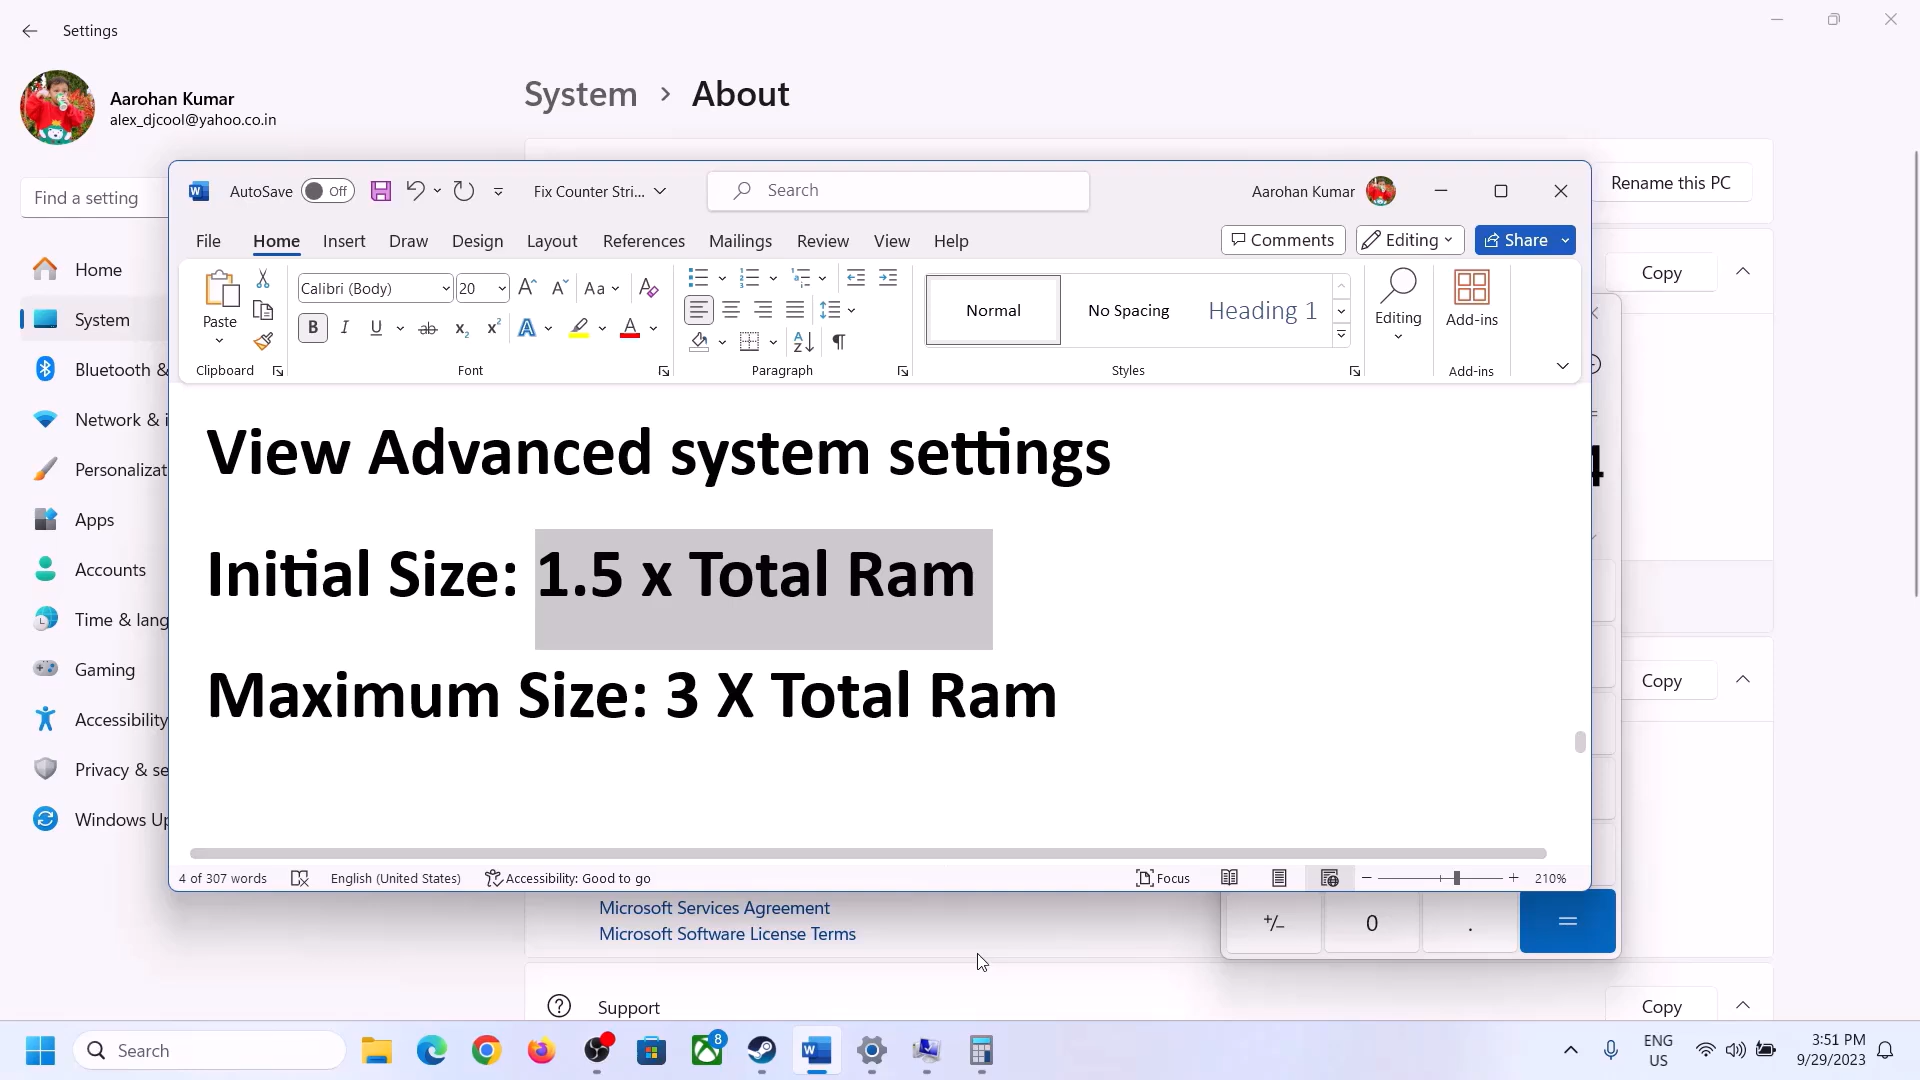 Settings
Aarohan Kumar
alex_djcool@yahoo.co.in
Find a setting
Home
System
Bluetooth &
Network & i
Personalizat
Apps
Accounts
Time & lang
Gaming
Accessibility
Privacy & se
Windows Up
System > About
Rename this PC
Copy
Copy
AutoSave Off
Fix Counter Stri...
Search
Aarohan Kumar
File Home Insert Draw Design Layout References Mailings Review View Help
Comments Editing Share
Paste
Calibri (Body) 20
Normal No Spacing Heading 1
Editing
Add-ins
Clipboard Font Paragraph Styles Add-ins
View Advanced system settings
Initial Size: 1.5 x Total Ram
Maximum Size: 3 X Total Ram
4 of 307 words English (United States) Accessibility: Good to go Focus 210%
Microsoft Services Agreement
Microsoft Software License Terms
+/− 0 . =
Support
Copy
Search
8
ENG
US
3:51 PM
9/29/2023